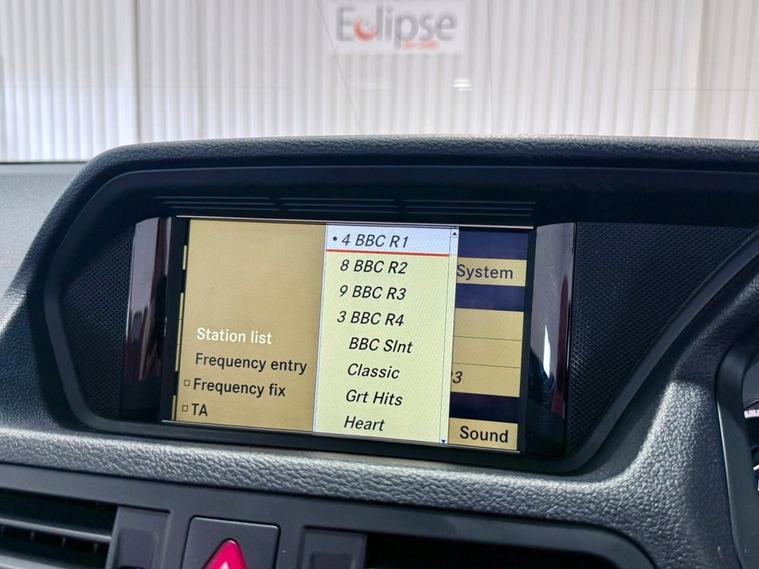 Eclipse
• 4 BBC R1
8 BBC R2
9 BBC R3
3 BBC R4
BBC Slnt
Classic
Grt Hits
Heart
Station list
Frequency entry
Frequency fix
TA
System
Sound